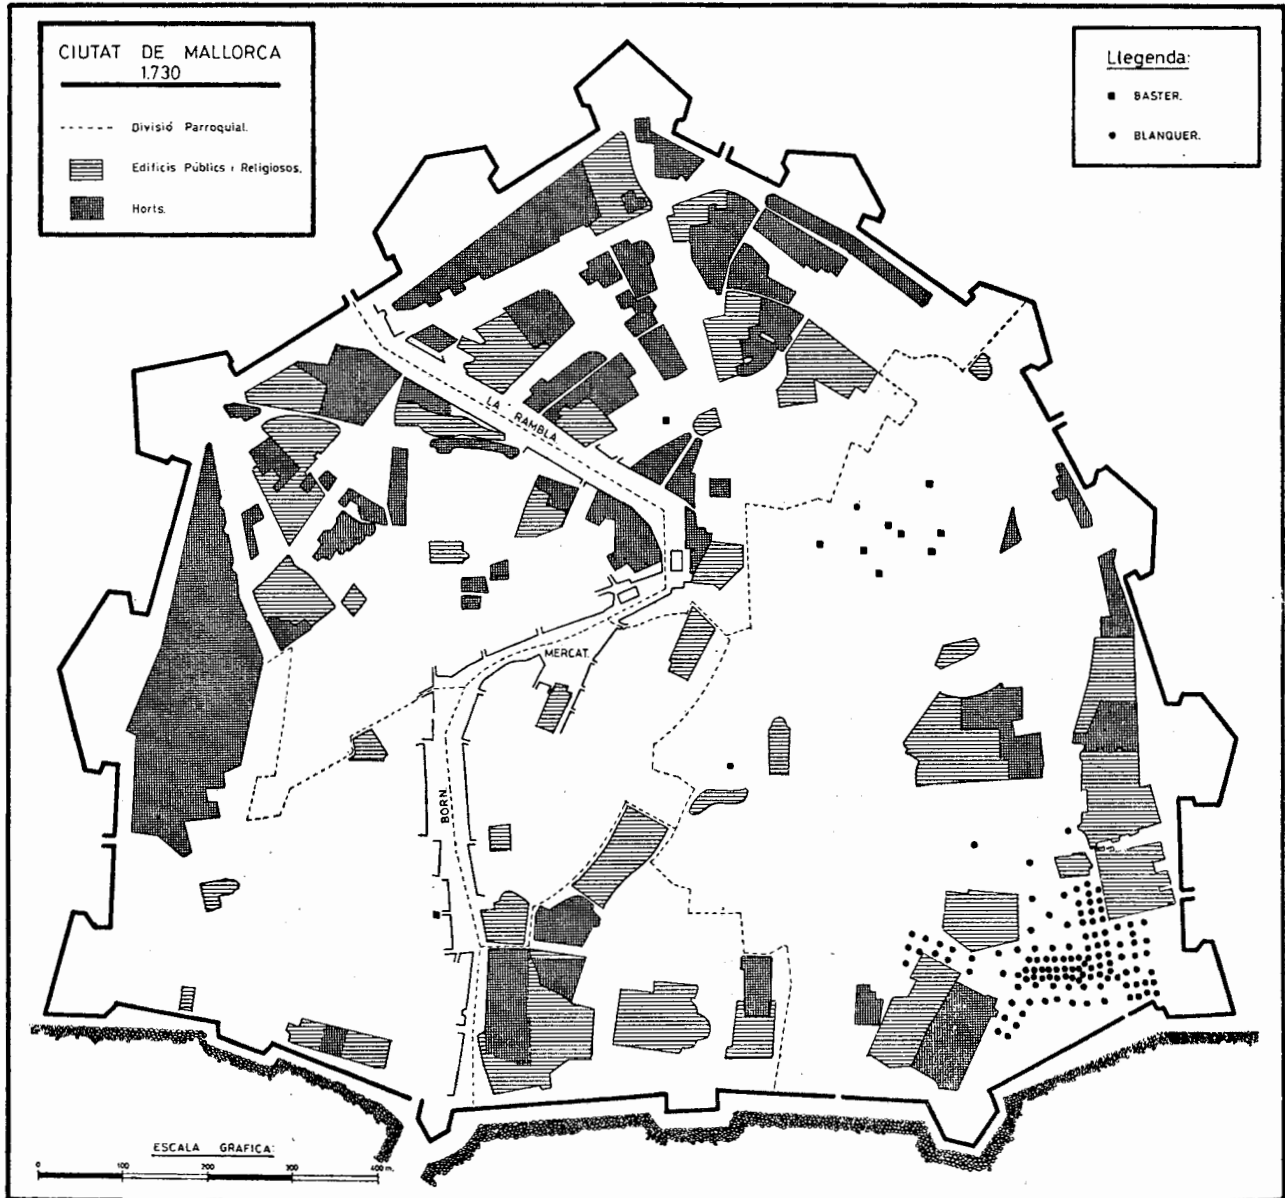 CIUTAT DE MALLORCA
1.730
Divisió Parroquial.
Edificis Públics i Religiosos.
Horts.
Llegenda:
BASTER.
BLANQUER.
LA RAMBLA
MERCAT.
BORN.
ESCALA GRAFICA:
0 100 200 300 400 m.